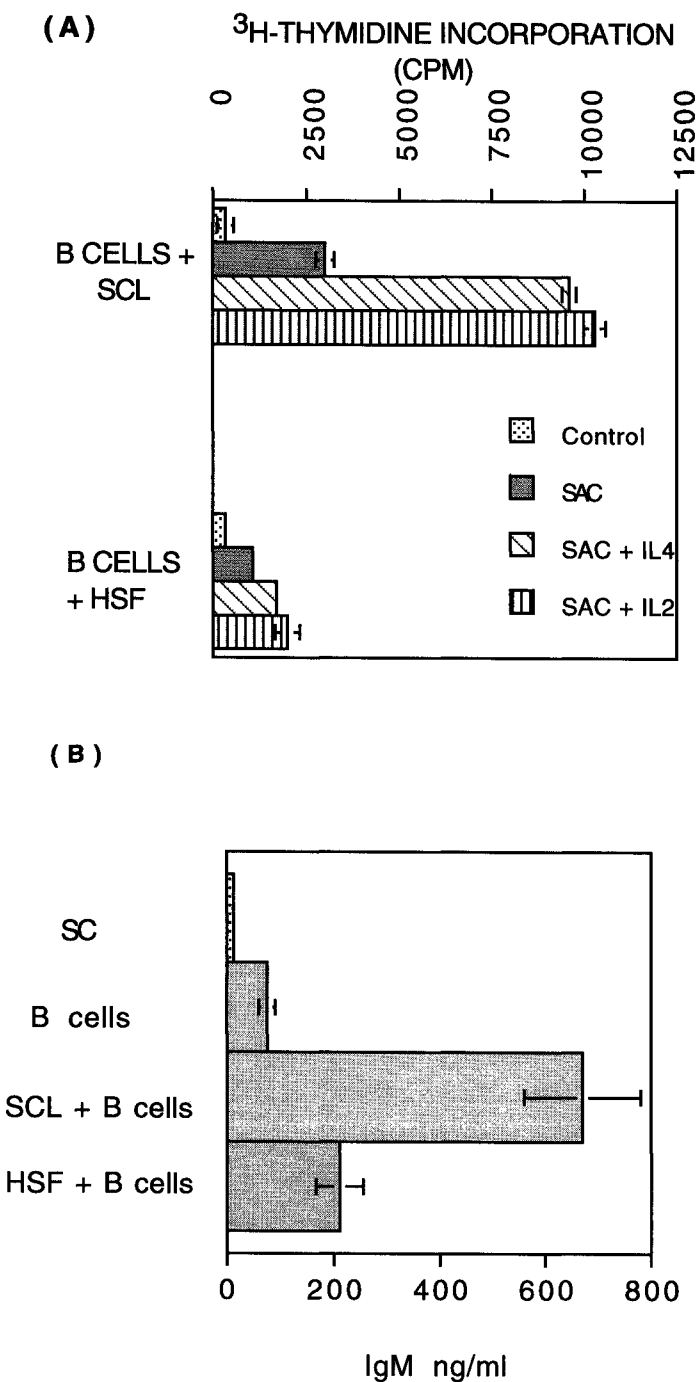 (A)
³H-THYMIDINE INCORPORATION
(CPM)
0 2500 5000 7500 10000 12500
B CELLS +
SCL
Control
SAC
SAC + IL4
SAC + IL2
B CELLS
+ HSF
(B)
SC
B cells
SCL + B cells
HSF + B cells
0 200 400 600 800
IgM ng/ml